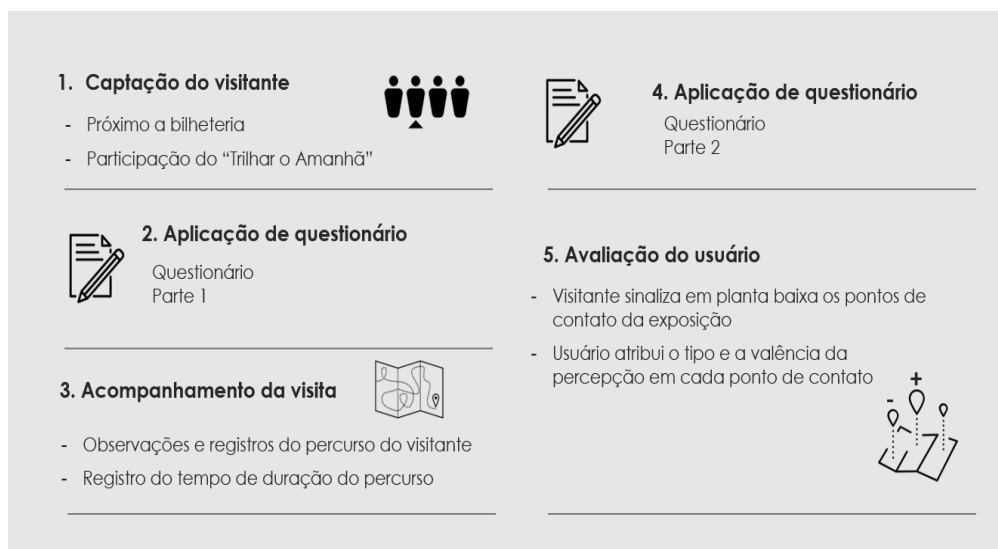 1. Captação do visitante
- Próximo a bilheteria
- Participação do “Trilhar o Amanhã”
2. Aplicação de questionário
Questionário
Parte 1
3. Acompanhamento da visita
- Observações e registros do percurso do visitante
- Registro do tempo de duração do percurso
4. Aplicação de questionário
Questionário
Parte 2
5. Avaliação do usuário
- Visitante sinaliza em planta baixa os pontos de
contato da exposição
- Usuário atribui o tipo e a valência da
percepção em cada ponto de contato
- +